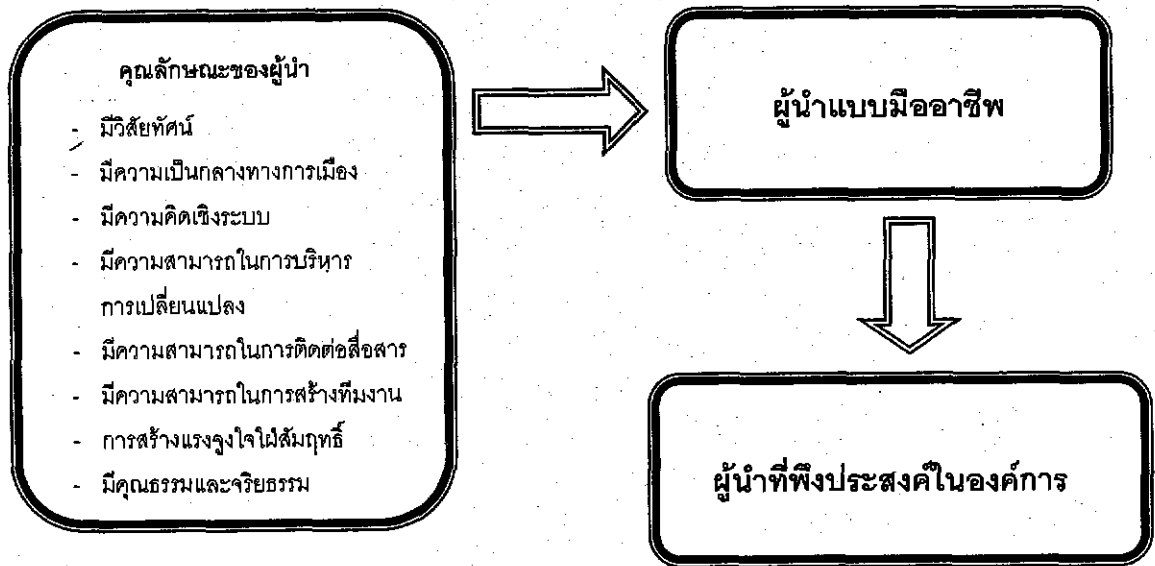 คุณลักษณะของผู้นำ
- มีวิสัยทัศน์
- มีความเป็นกลางทางการเมือง
- มีความคิดเชิงระบบ
- มีความสามารถในการบริหาร
การเปลี่ยนแปลง
- มีความสามารถในการติดต่อสื่อสาร
- มีความสามารถในการสร้างทีมงาน
- การสร้างแรงจูงใจใฝ่สัมฤทธิ์
- มีคุณธรรมและจริยธรรม
ผู้นำแบบมืออาชีพ
ผู้นำที่พึงประสงค์ในองค์การ